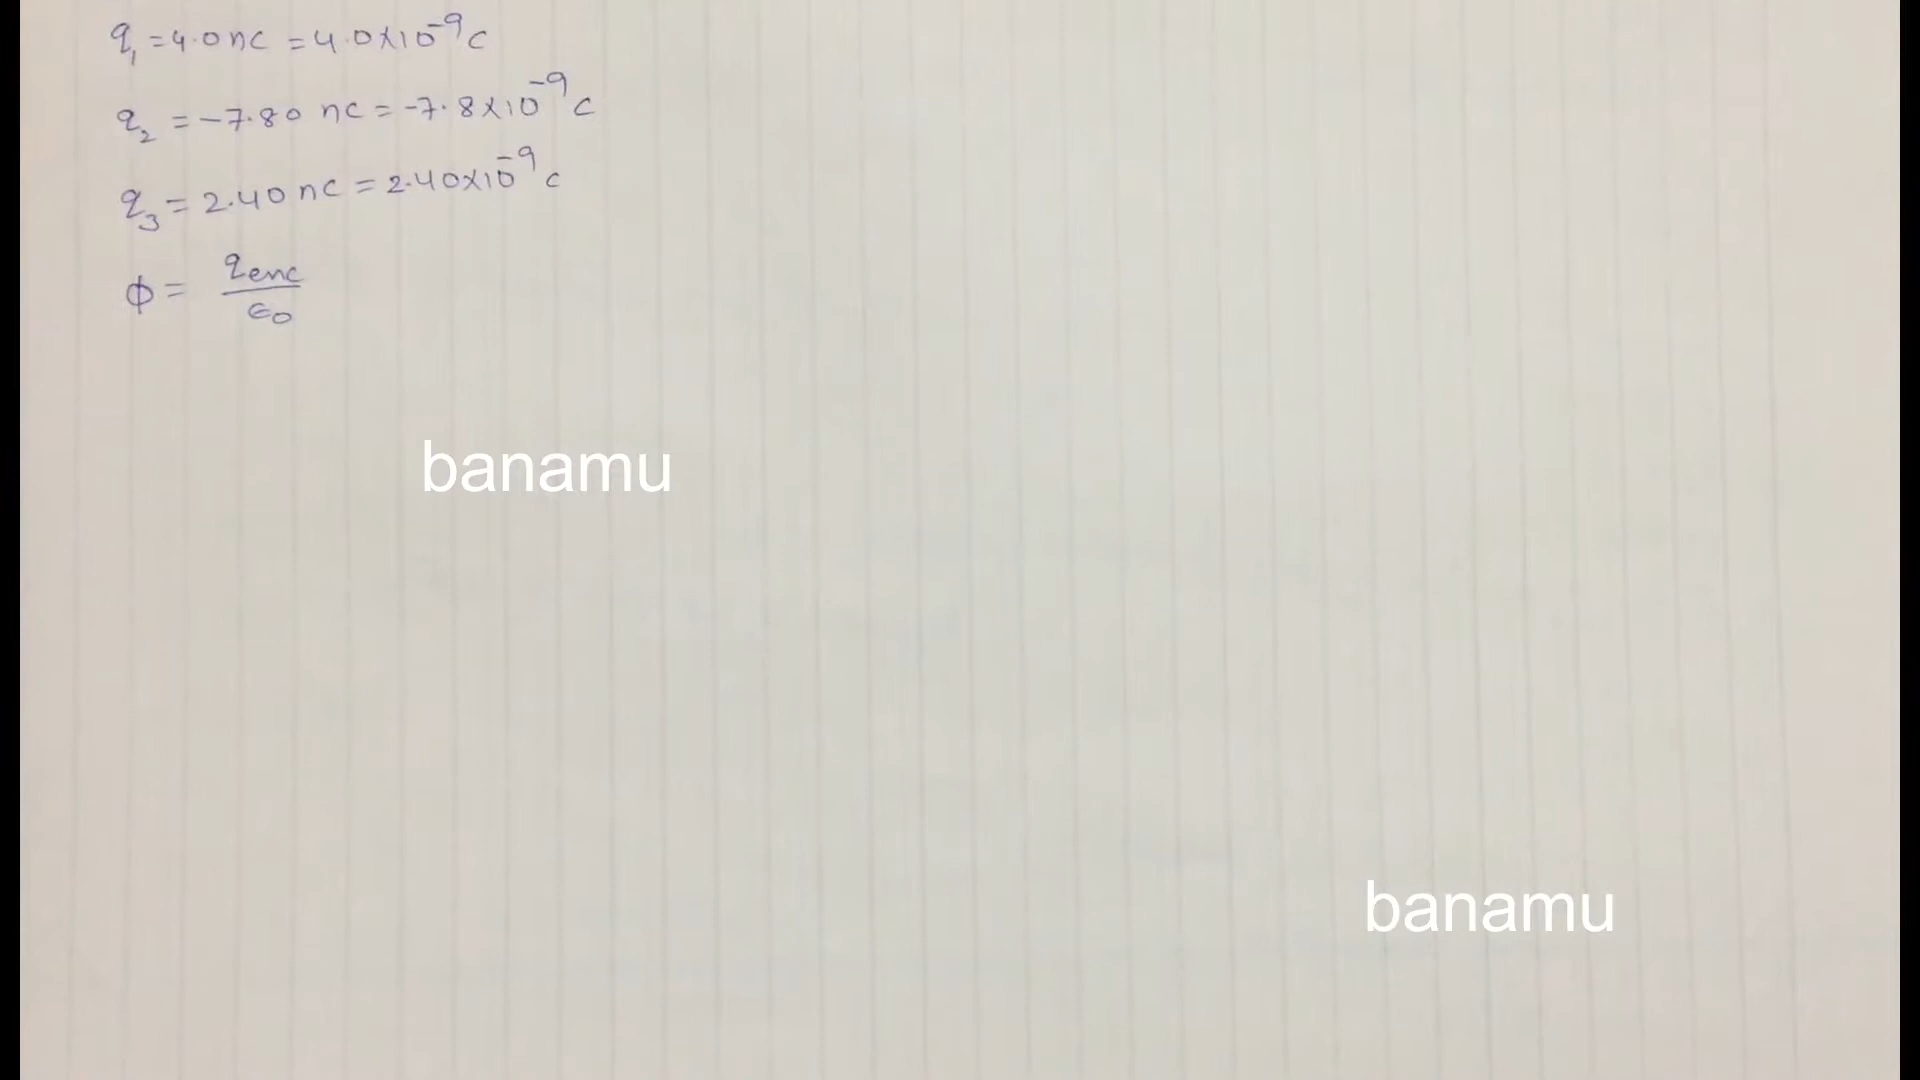 q₁ = 4.0 nc = 4.0×10⁻⁹ c
q₂ = -7.80 nc = -7.8×10⁻⁹ c
q₃ = 2.40 nc = 2.40×10⁻⁹ c
ϕ = qenc / ϵ₀
banamu
banamu